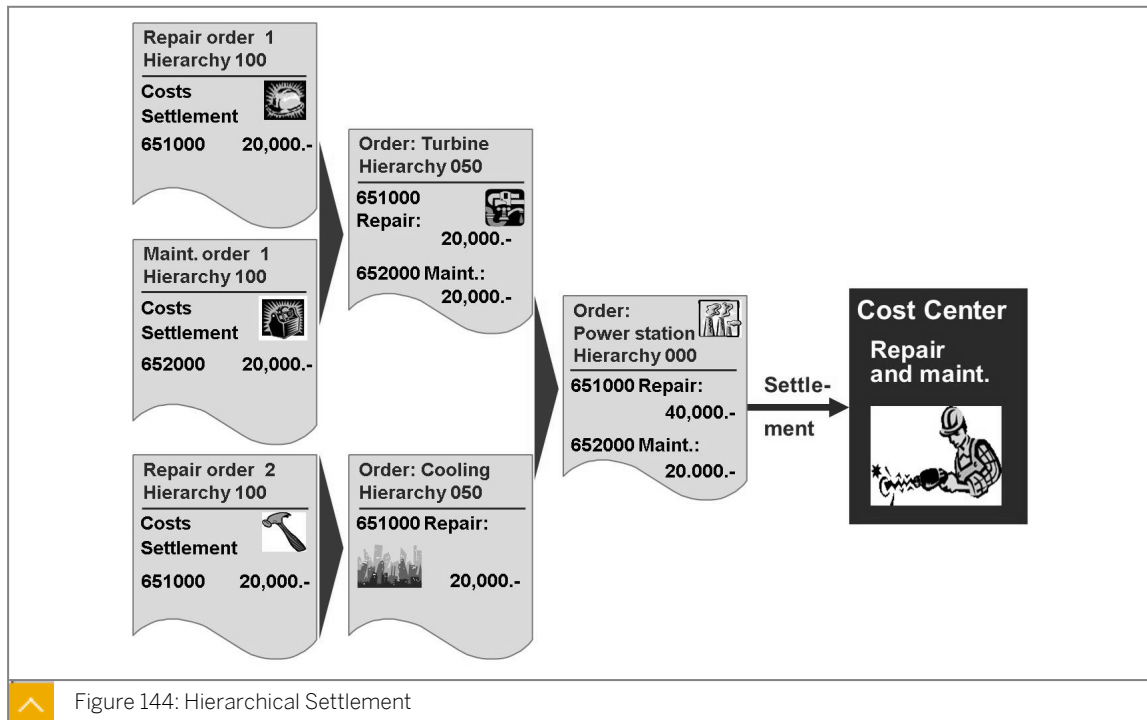 Repair order 1
Hierarchy 100
Costs
Settlement
651000 20,000.-
Maint. order 1
Hierarchy 100
Costs
Settlement
652000 20,000.-
Repair order 2
Hierarchy 100
Costs
Settlement
651000 20,000.-
Order: Turbine
Hierarchy 050
651000
Repair:
20,000.-
652000 Maint.:
20,000.-
Order: Cooling
Hierarchy 050
651000 Repair:
20,000.-
Order:
Power station
Hierarchy 000
651000 Repair:
40,000.-
652000 Maint.:
20.000.-
Settle-
ment
Cost Center
Repair
and maint.
Figure 144: Hierarchical Settlement